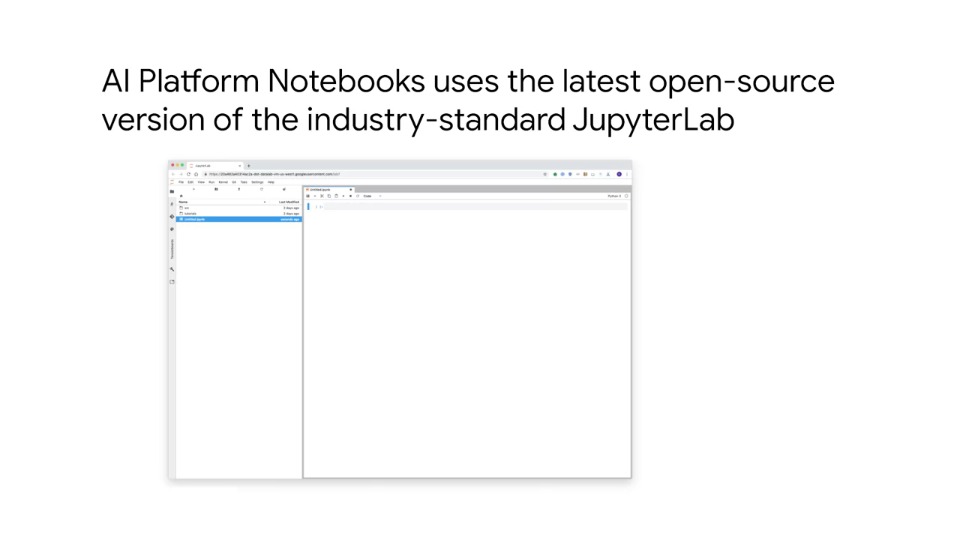 AI Platform Notebooks uses the latest open-source
version of the industry-standard JupyterLab
JupyterLab
File Edit View Run Kernel Git Tabs Settings Help
Name Last Modified
src 3 days ago
tutorials 3 days ago
Untitled.ipynb seconds ago
Untitled.ipynb
Code
Python 3